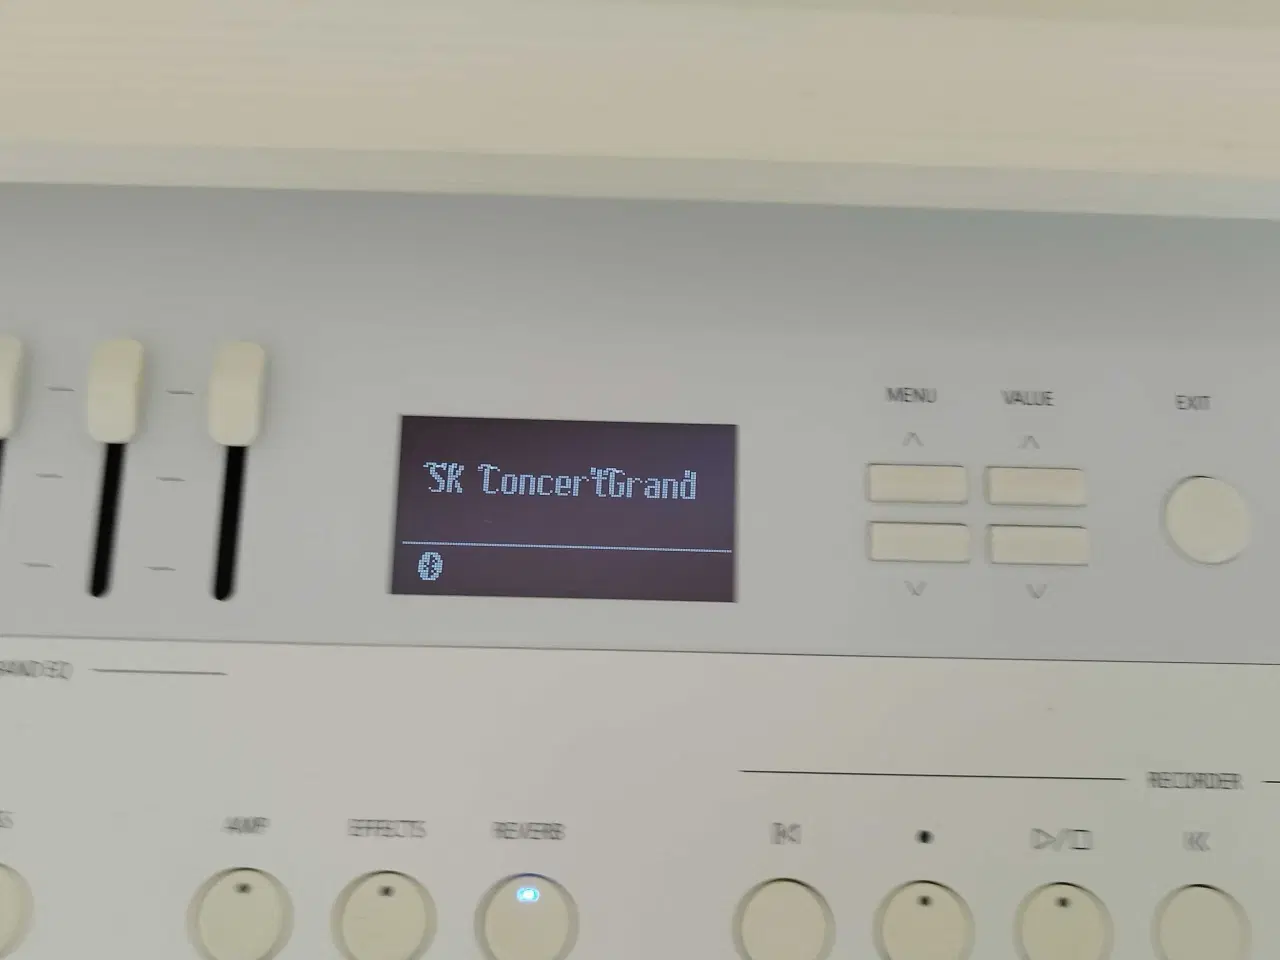 MENU VALUE EXIT
SK ConcertGrand
RECORDER
AMP EFFECTS REVERB